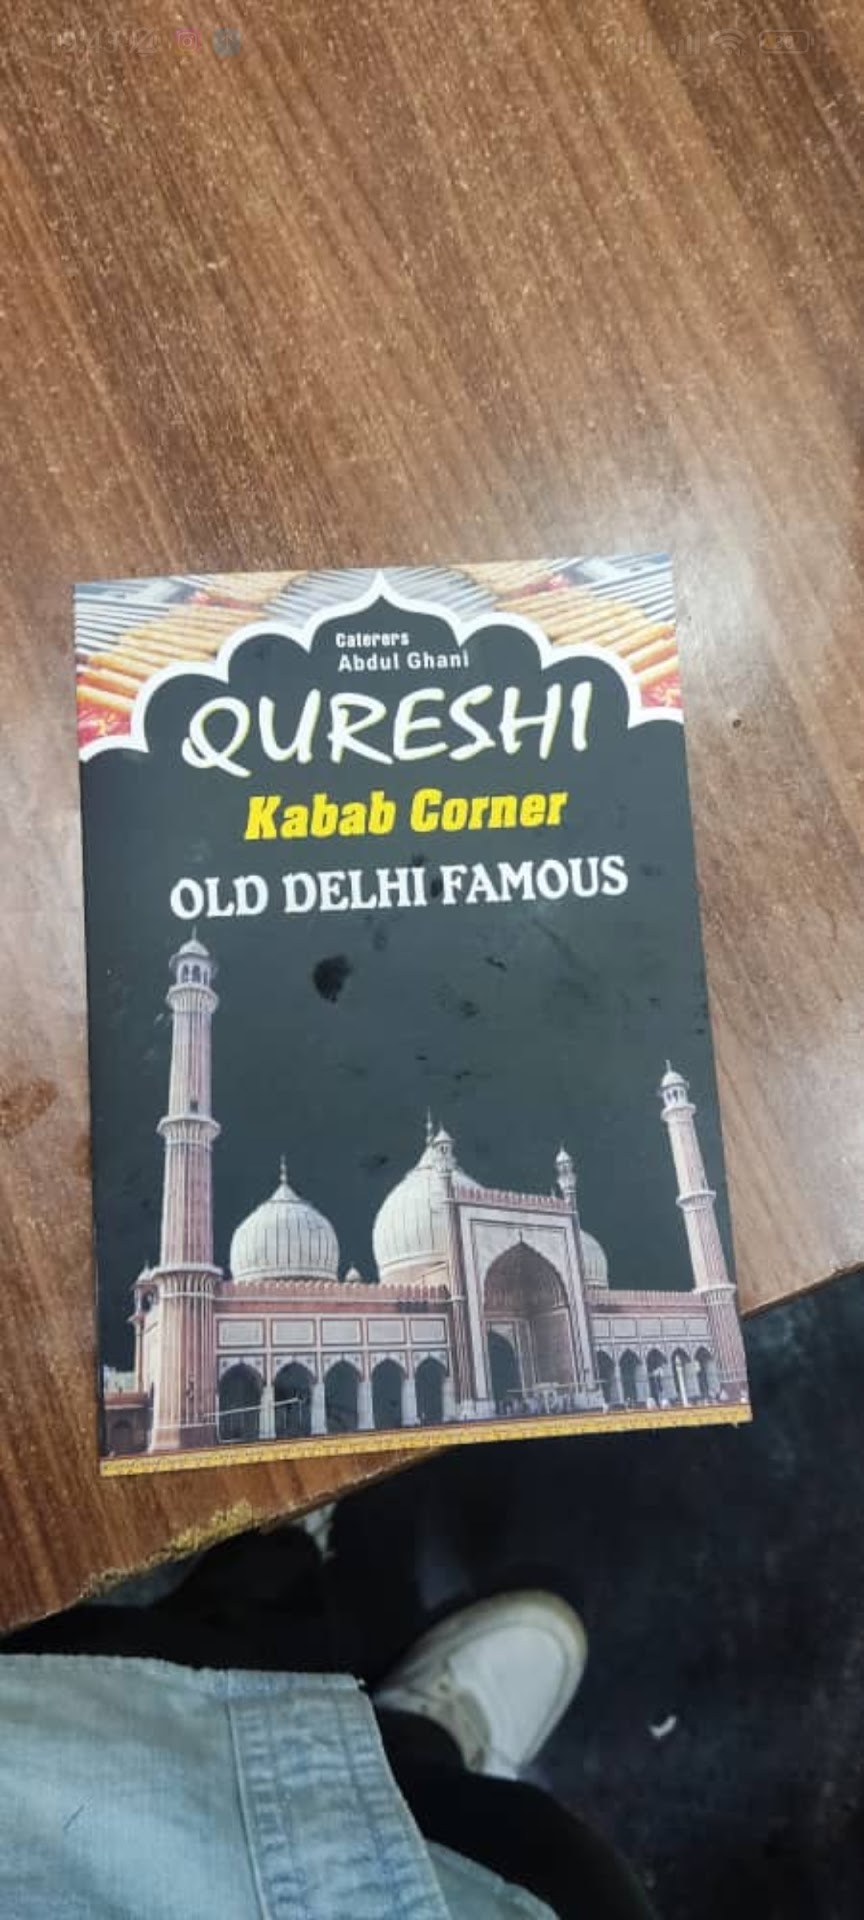 Caterers
Abdul Ghani
QURESHI
Kabab Corner
OLD DELHI FAMOUS